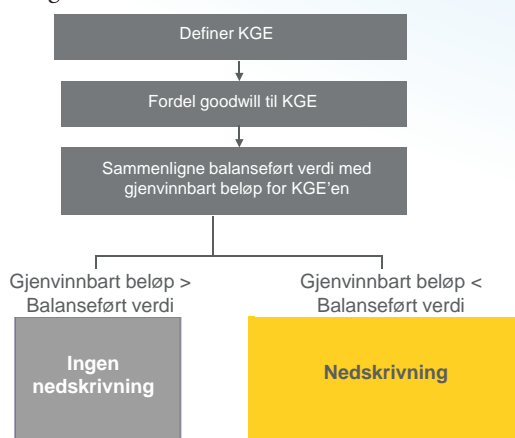 Definer KGE
Fordel goodwill til KGE
Sammenligne balanseført verdi med
gjenvinnbart beløp for KGE'en
Gjenvinnbart beløp >
Balanseført verdi
Gjenvinnbart beløp <
Balanseført verdi
Ingen
nedskrivning
Nedskrivning